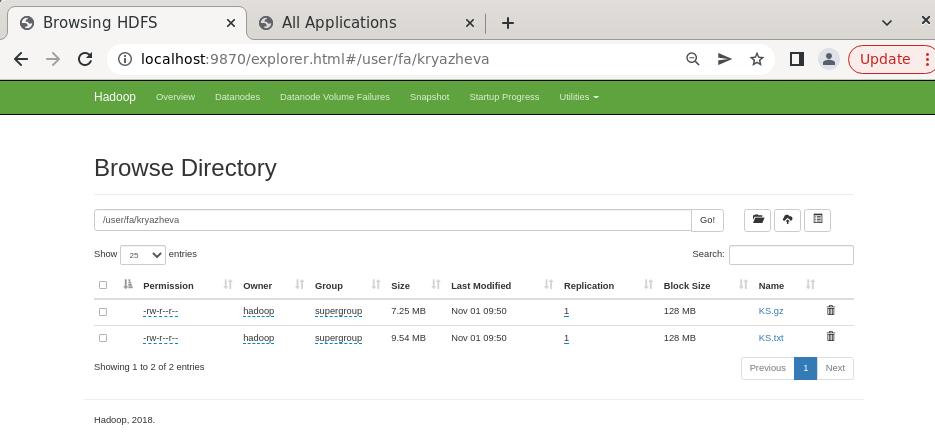 Browsing HDFS
All Applications
localhost:9870/explorer.html#/user/fa/kryazheva
Update
Hadoop Overview Datanodes Datanode Volume Failures Snapshot Startup Progress Utilities
Browse Directory
/user/fa/kryazheva Go!
Show 25 entries Search:
Permission Owner Group Size Last Modified Replication Block Size Name
-rw-r--r-- hadoop supergroup 7.25 MB Nov 01 09:50 1 128 MB KS.gz
-rw-r--r-- hadoop supergroup 9.54 MB Nov 01 09:50 1 128 MB KS.txt
Showing 1 to 2 of 2 entries Previous 1 Next
Hadoop, 2018.